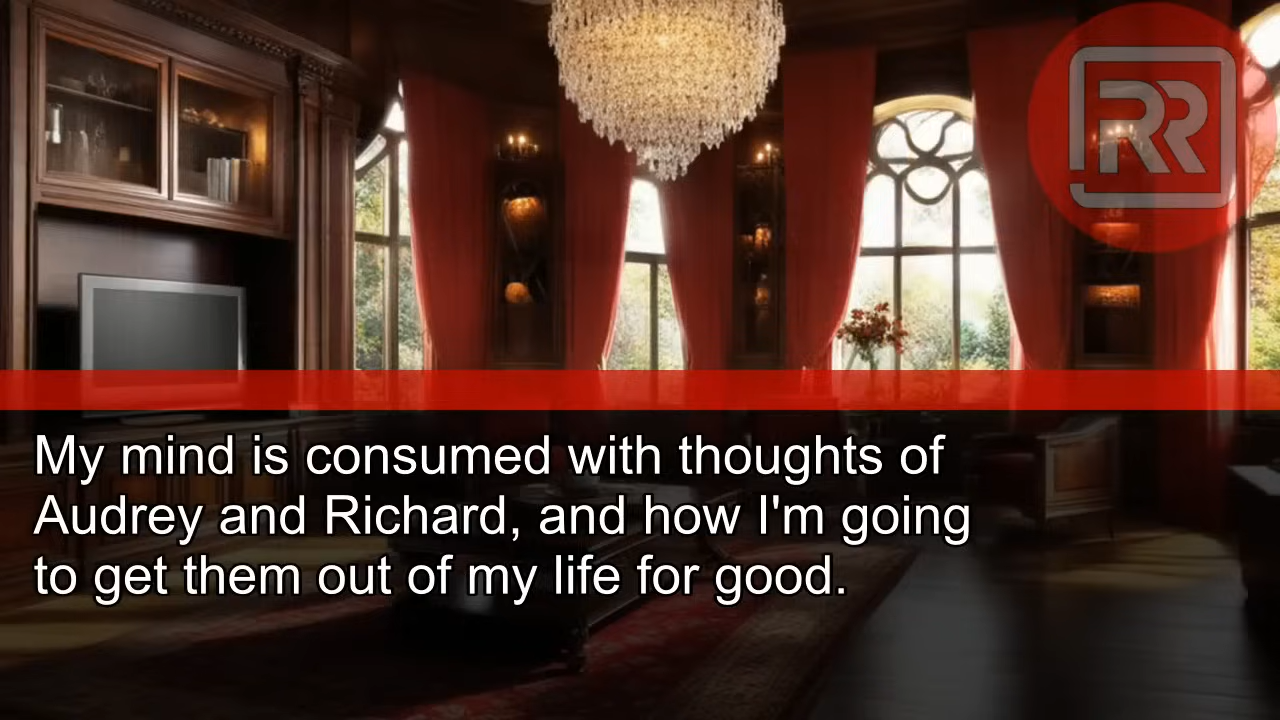 RR
My mind is consumed with thoughts of
Audrey and Richard, and how I'm going
to get them out of my life for good.